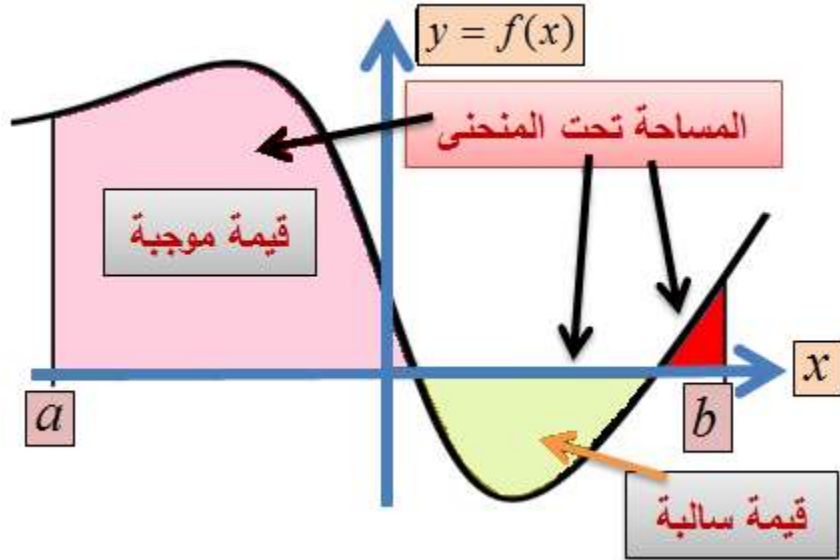 y = f(x)
المساحة تحت المنحنى
قيمة موجبة
x
a
b
قيمة سالبة